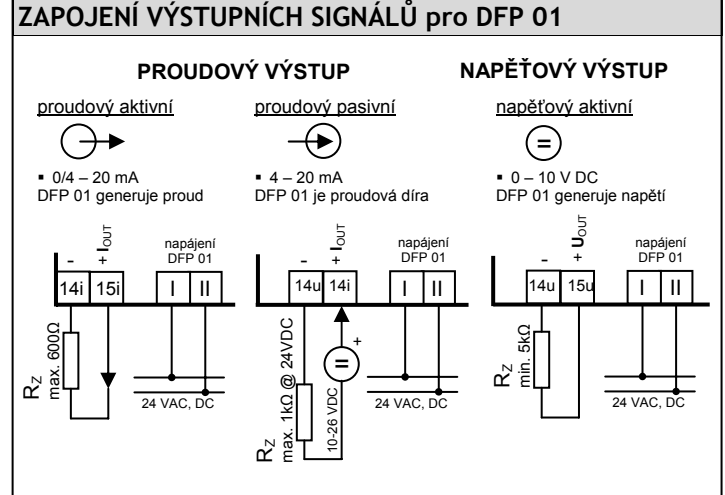 ZAPOJENÍ VÝSTUPNÍCH SIGNÁLŮ pro DFP 01
PROUDOVÝ VÝSTUP
NAPĚŤOVÝ VÝSTUP
proudový aktivní
▪ 0/4 – 20 mA
DFP 01 generuje proud
- + IOUT
napájení
DFP 01
14i 15i I II
RZ
max. 600Ω
24 VAC, DC
proudový pasivní
▪ 4 – 20 mA
DFP 01 je proudová díra
- + IOUT
napájení
DFP 01
14u 14i I II
RZ
max. 1kΩ @ 24VDC
= +
10-26 VDC
24 VAC, DC
napěťový aktivní
=
▪ 0 – 10 V DC
DFP 01 generuje napětí
- + UOUT
napájení
DFP 01
14u 15u I II
RZ
min. 5kΩ
24 VAC, DC